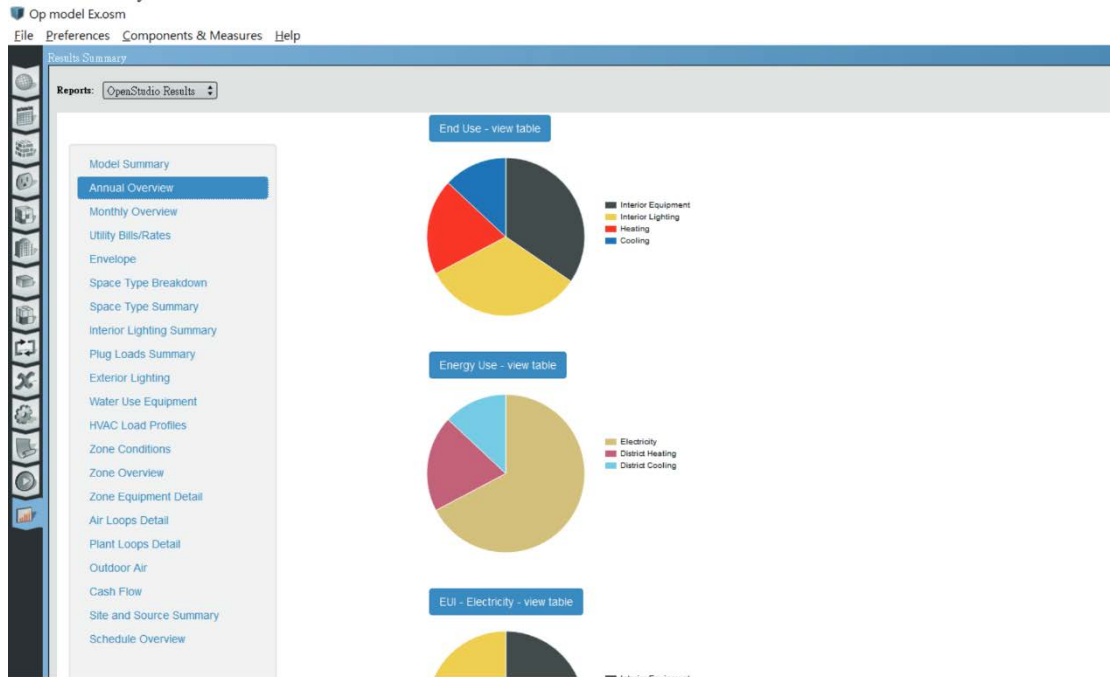 Op model Ex.osm
File Preferences Components & Measures Help
Results Summary
Reports: OpenStudio Results
Model Summary
Annual Overview
Monthly Overview
Utility Bills/Rates
Envelope
Space Type Breakdown
Space Type Summary
Interior Lighting Summary
Plug Loads Summary
Exterior Lighting
Water Use Equipment
HVAC Load Profiles
Zone Conditions
Zone Overview
Zone Equipment Detail
Air Loops Detail
Plant Loops Detail
Outdoor Air
Cash Flow
Site and Source Summary
Schedule Overview
End Use - view table
Interior Equipment
Interior Lighting
Heating
Cooling
Energy Use - view table
Electricity
District Heating
District Cooling
EUI - Electricity - view table